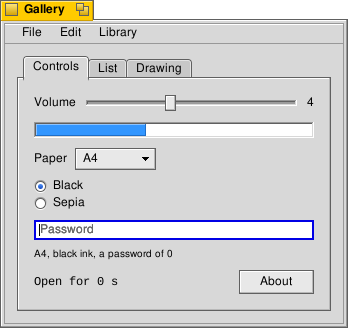 Gallery
File Edit Library
Controls List Drawing
Volume 4
Paper A4
Black
Sepia
Password
A4, black ink, a password of 0
Open for 0 s About